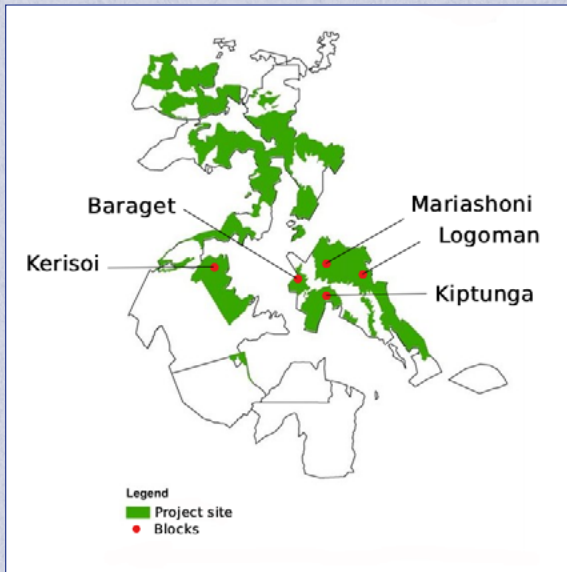 Mariashoni
Baraget
Logoman
Kerisoi
Kiptunga
Legend
Project site
Blocks